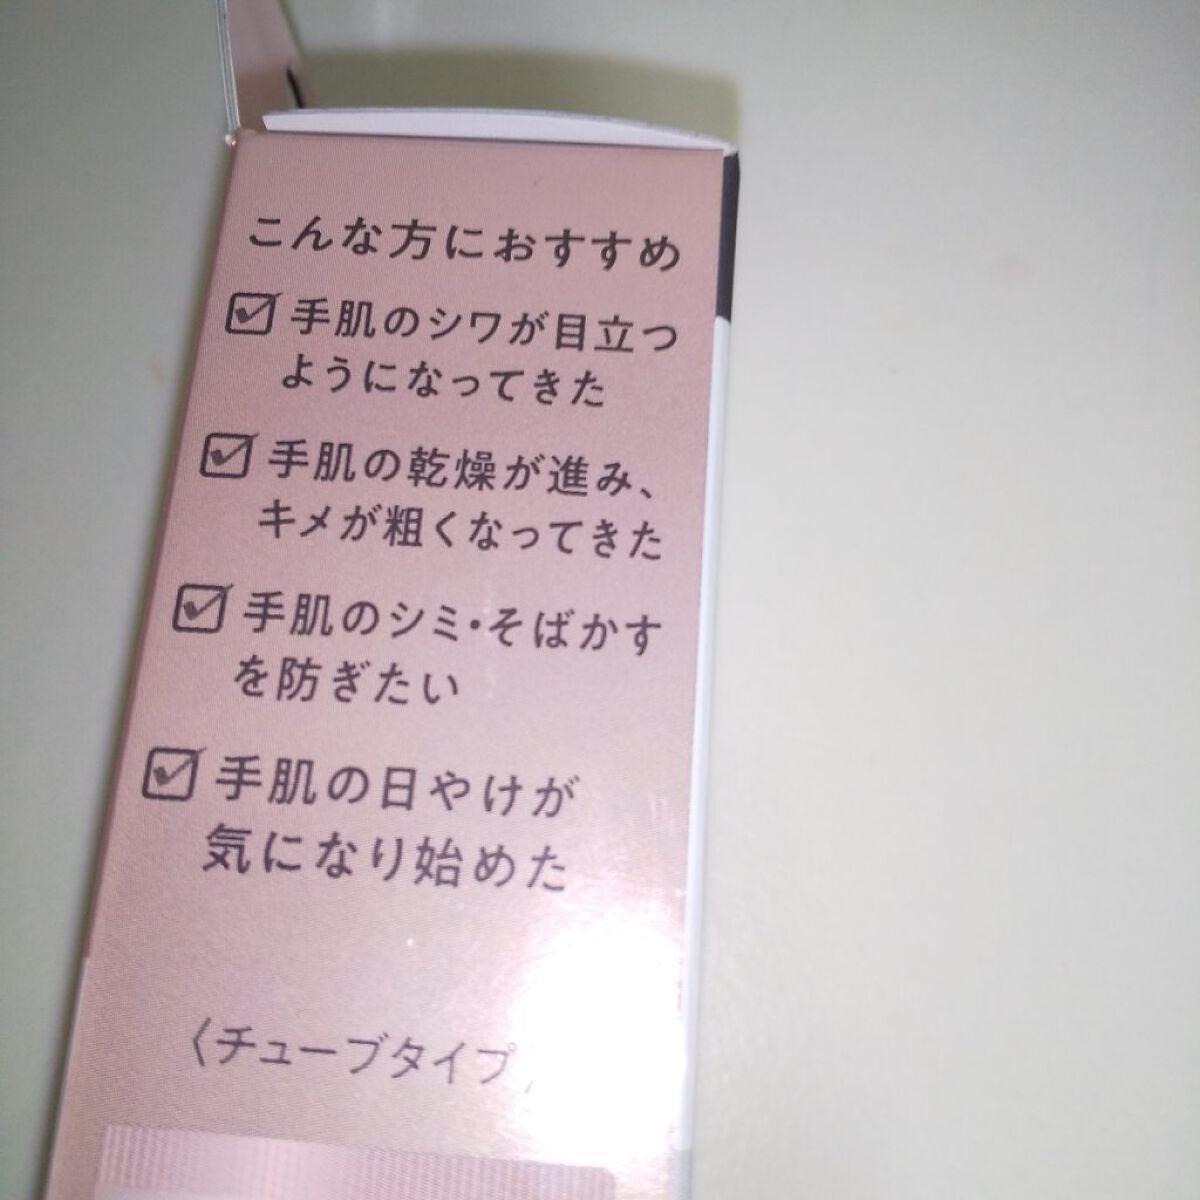 こんな方におすすめ
手肌のシワが目立つ
ようになってきた
手肌の乾燥が進み、
キメが粗くなってきた
手肌のシミ・そばかす
を防ぎたい
手肌の日やけが
気になり始めた
〈チューブタイプ〉